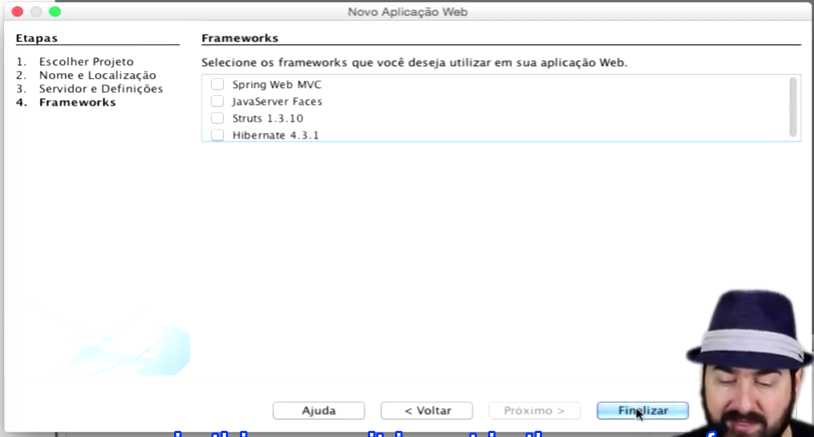 Novo Aplicação Web
Etapas
1. Escolher Projeto
2. Nome e Localização
3. Servidor e Definições
4. Frameworks
Frameworks
Selecione os frameworks que você deseja utilizar em sua aplicação Web.
Spring Web MVC
JavaServer Faces
Struts 1.3.10
Hibernate 4.3.1
Ajuda
< Voltar
Próximo >
Finalizar